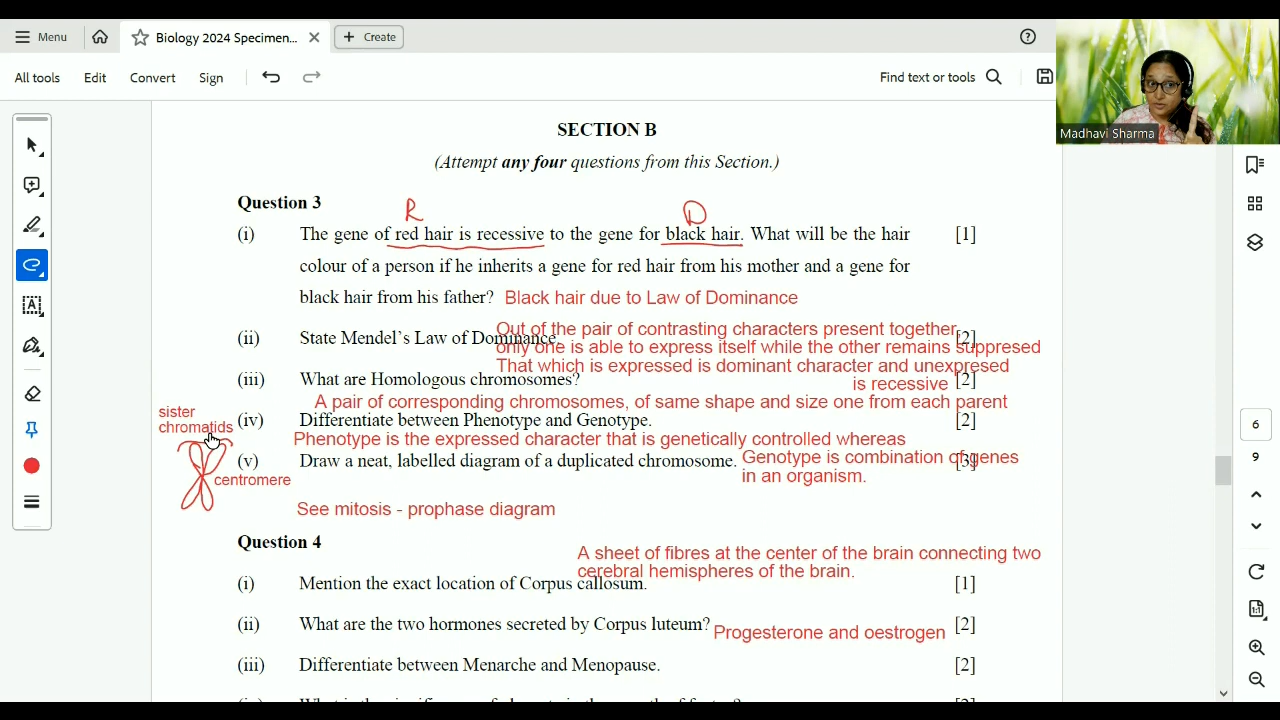 Menu
Biology 2024 Specimen...
Create
All tools
Edit
Convert
Sign
Find text or tools
Madhavi Sharma
SECTION B
(Attempt any four questions from this Section.)
Question 3
R
D
(i) The gene of red hair is recessive to the gene for black hair. What will be the hair [1]
colour of a person if he inherits a gene for red hair from his mother and a gene for
black hair from his father? Black hair due to Law of Dominance
Out of the pair of contrasting characters present together,
(ii) State Mendel's Law of Dominance. [2]
only one is able to express itself while the other remains suppresed
That which is expressed is dominant character and unexpresed
(iii) What are Homologous chromosomes? [2]
is recessive
A pair of corresponding chromosomes, of same shape and size one from each parent
sister
chromatids
(iv) Differentiate between Phenotype and Genotype. [2]
Phenotype is the expressed character that is genetically controlled whereas
(v) Draw a neat, labelled diagram of a duplicated chromosome. [3]
Genotype is combination of genes
in an organism.
centromere
See mitosis - prophase diagram
Question 4
A sheet of fibres at the center of the brain connecting two
cerebral hemispheres of the brain.
(i) Mention the exact location of Corpus callosum. [1]
(ii) What are the two hormones secreted by Corpus luteum? [2]
Progesterone and oestrogen
(iii) Differentiate between Menarche and Menopause. [2]
6
9
1:1